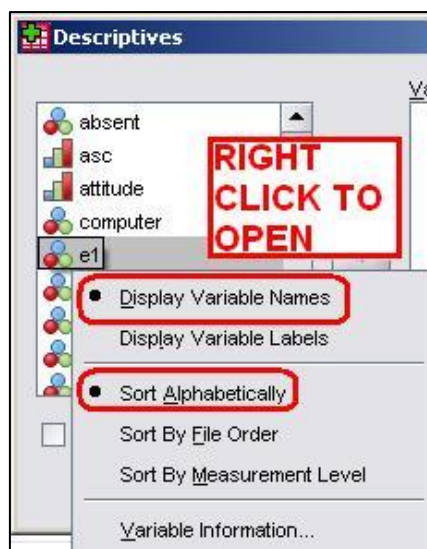 Descriptives
Va
absent
asc
attitude
computer
e1
RIGHT
CLICK TO
OPEN
Display Variable Names
Display Variable Labels
Sort Alphabetically
Sort By File Order
Sort By Measurement Level
Variable Information...